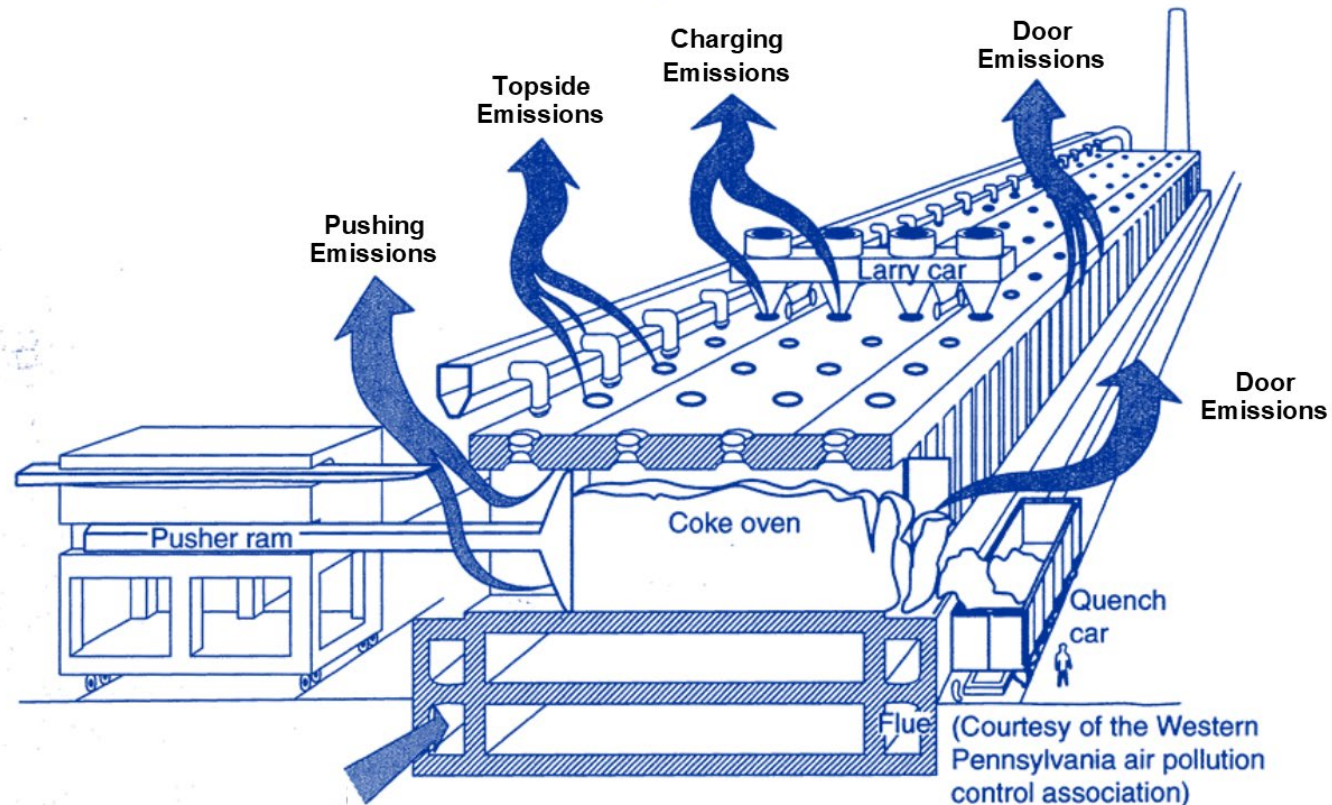 Charging
Emissions
Door
Emissions
Topside
Emissions
Pushing
Emissions
Larry car
Door
Emissions
Coke oven
Pusher ram
Quench
car
Flue
(Courtesy of the Western
Pennsylvania air pollution
control association)